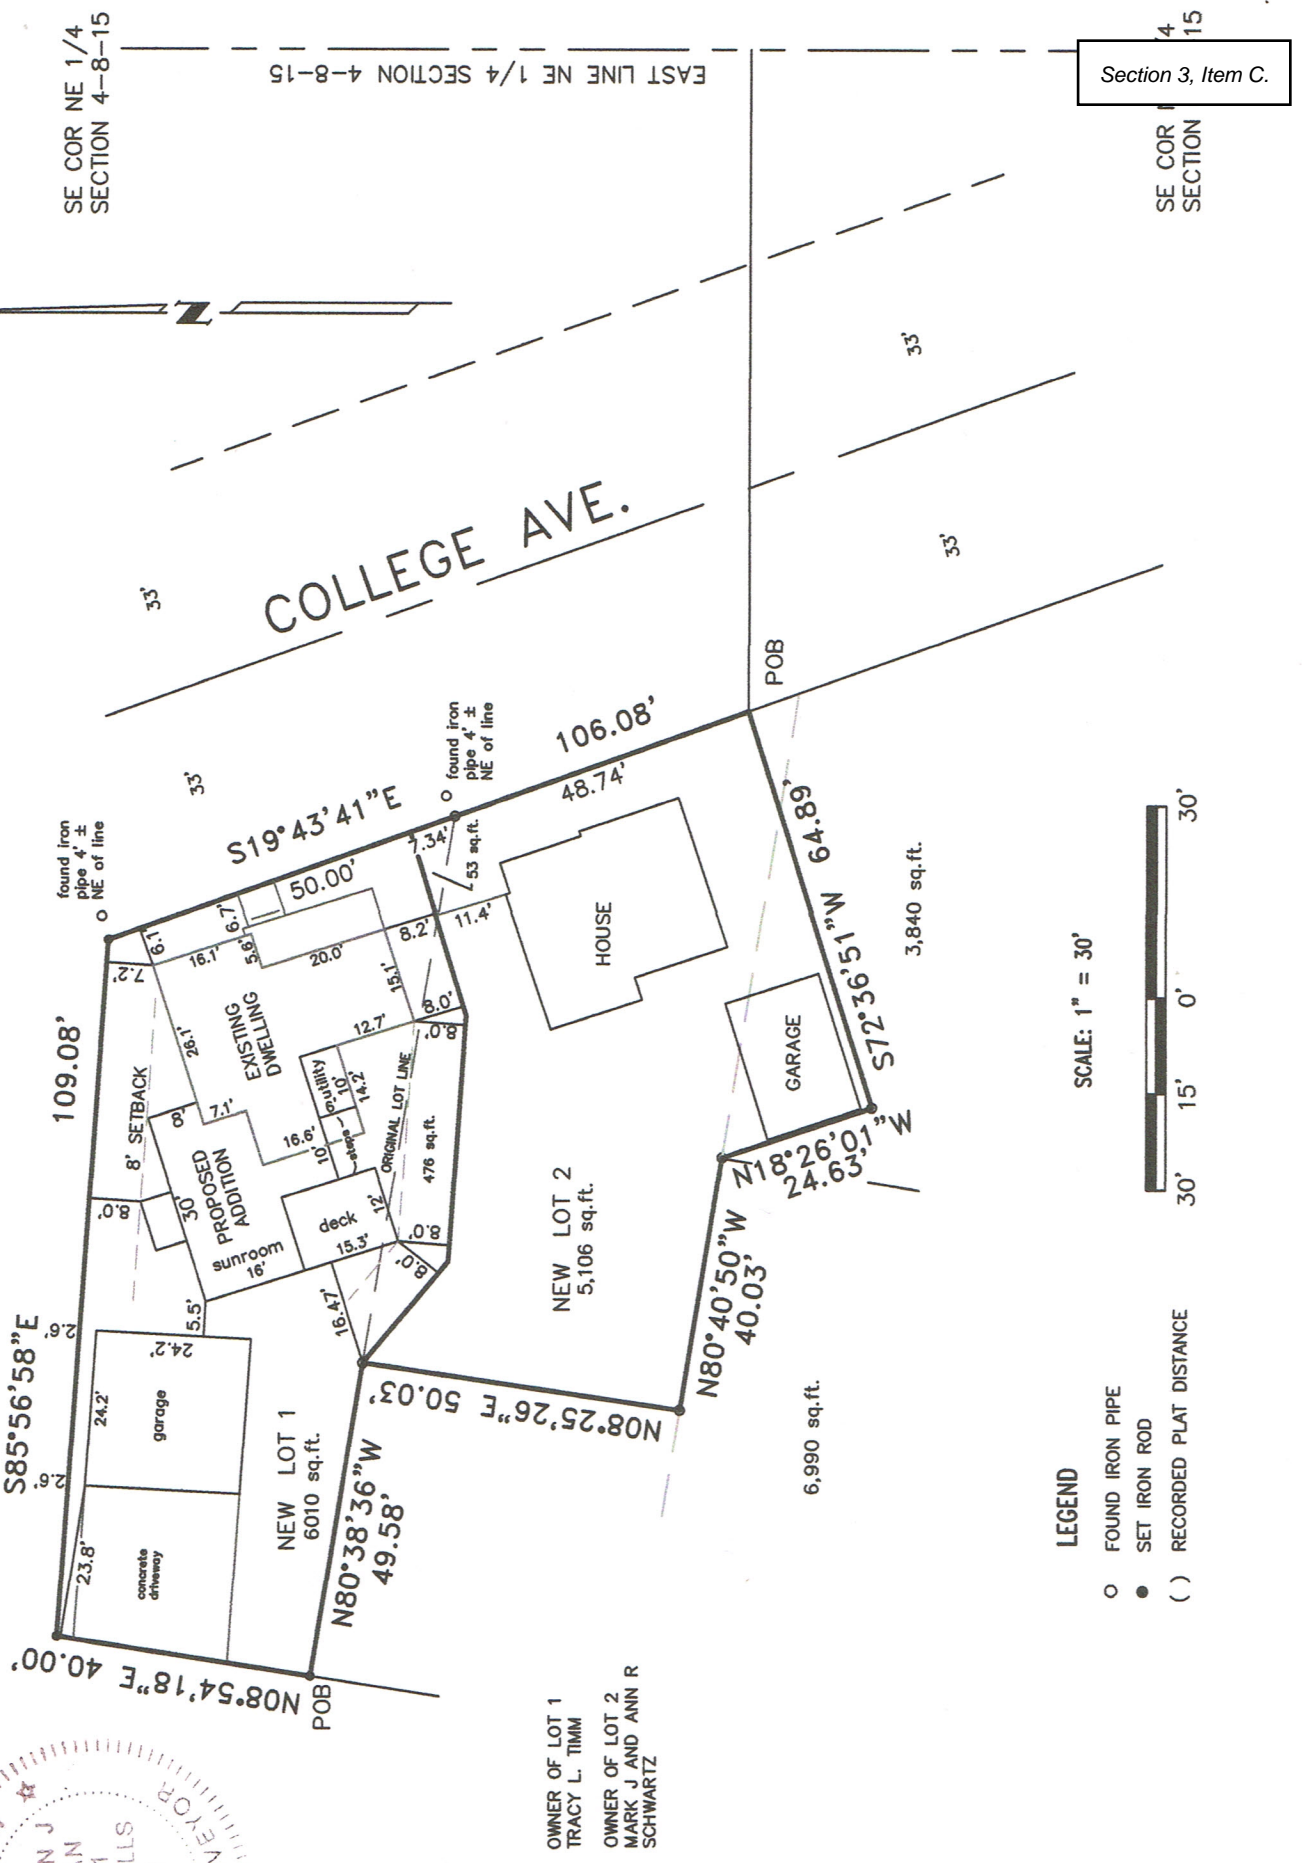 Section 3, Item C.
SE COR NE 1/4
SECTION 4-8-15
EAST LINE NE 1/4 SECTION 4-8-15
SE COR
SECTION
N
33'
33'
33'
33'
COLLEGE AVE.
found iron
pipe 4' ±
NE of line
found iron
pipe 4' ±
NE of line
S19°43'41"E
106.08'
50.00'
7.34'
48.74'
53 sq.ft.
POB
S72°36'51"W 64.89'
3,840 sq.ft.
109.08'
S85°56'58"E
7.2'
6.1'
6.7'
16.1'
5.6'
20.0'
26.1'
EXISTING
DWELLING
15.1'
8.2'
11.4'
8.0'
8.0'
12.7'
utility
10'
14.2'
steps
10'
16.6'
7.1'
8'
8' SETBACK
8.0'
30'
PROPOSED
ADDITION
sunroom
16'
deck
12'
15.3'
ORIGINAL LOT LINE
476 sq.ft.
8.0'
8.0'
16.47'
5.5'
2.6'
2.6'
24.2'
24.2'
garage
23.8'
concrete
driveway
NEW LOT 1
6010 sq.ft.
N08°54'18"E 40.00'
POB
N80°38'36"W
49.58'
N08°25'26"E 50.03'
HOUSE
GARAGE
NEW LOT 2
5,106 sq.ft.
N18°26'01"W
24.63'
N80°40'50"W
40.03'
6,990 sq.ft.
SCALE: 1" = 30'
30' 15' 0' 30'
LEGEND
FOUND IRON PIPE
SET IRON ROD
( ) RECORDED PLAT DISTANCE
OWNER OF LOT 1
TRACY L. TIMM
OWNER OF LOT 2
MARK J AND ANN R
SCHWARTZ